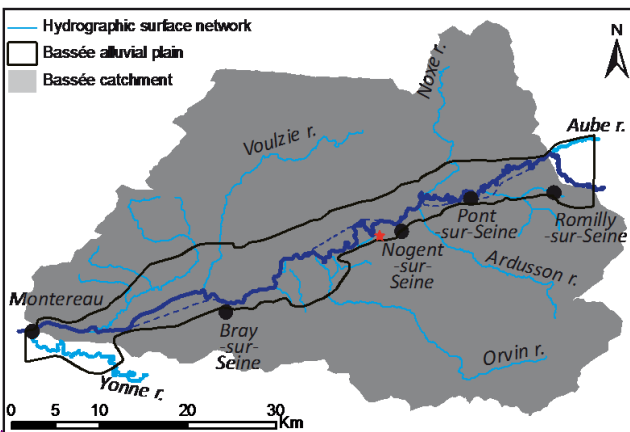 Hydrographic surface network
Bassée alluvial plain
Bassée catchment
N
Noxe r.
Aube r.
Voulzie r.
Pont
-sur-Seine
Romilly
-sur-Seine
Nogent
-sur-
Seine
Ardusson r.
Montereau
Bray
-sur-
Seine
Orvin r.
Yonne r.
0 5 10 20 30
Km